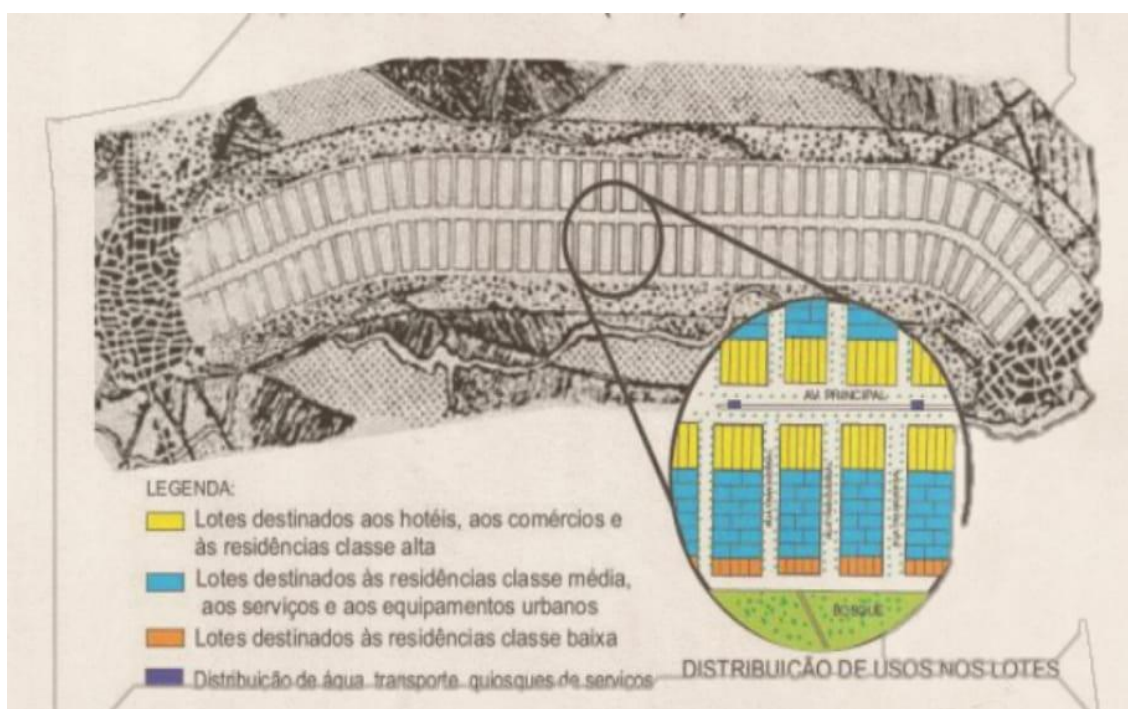 AV. PRINCIPAL
BOSQUE
LEGENDA:
Lotes destinados aos hotéis, aos comércios e
às residências classe alta
Lotes destinados às residências classe média,
aos serviços e aos equipamentos urbanos
Lotes destinados às residências classe baixa
Distribuição de água transporte quiosques de serviços
DISTRIBUIÇÃO DE USOS NOS LOTES